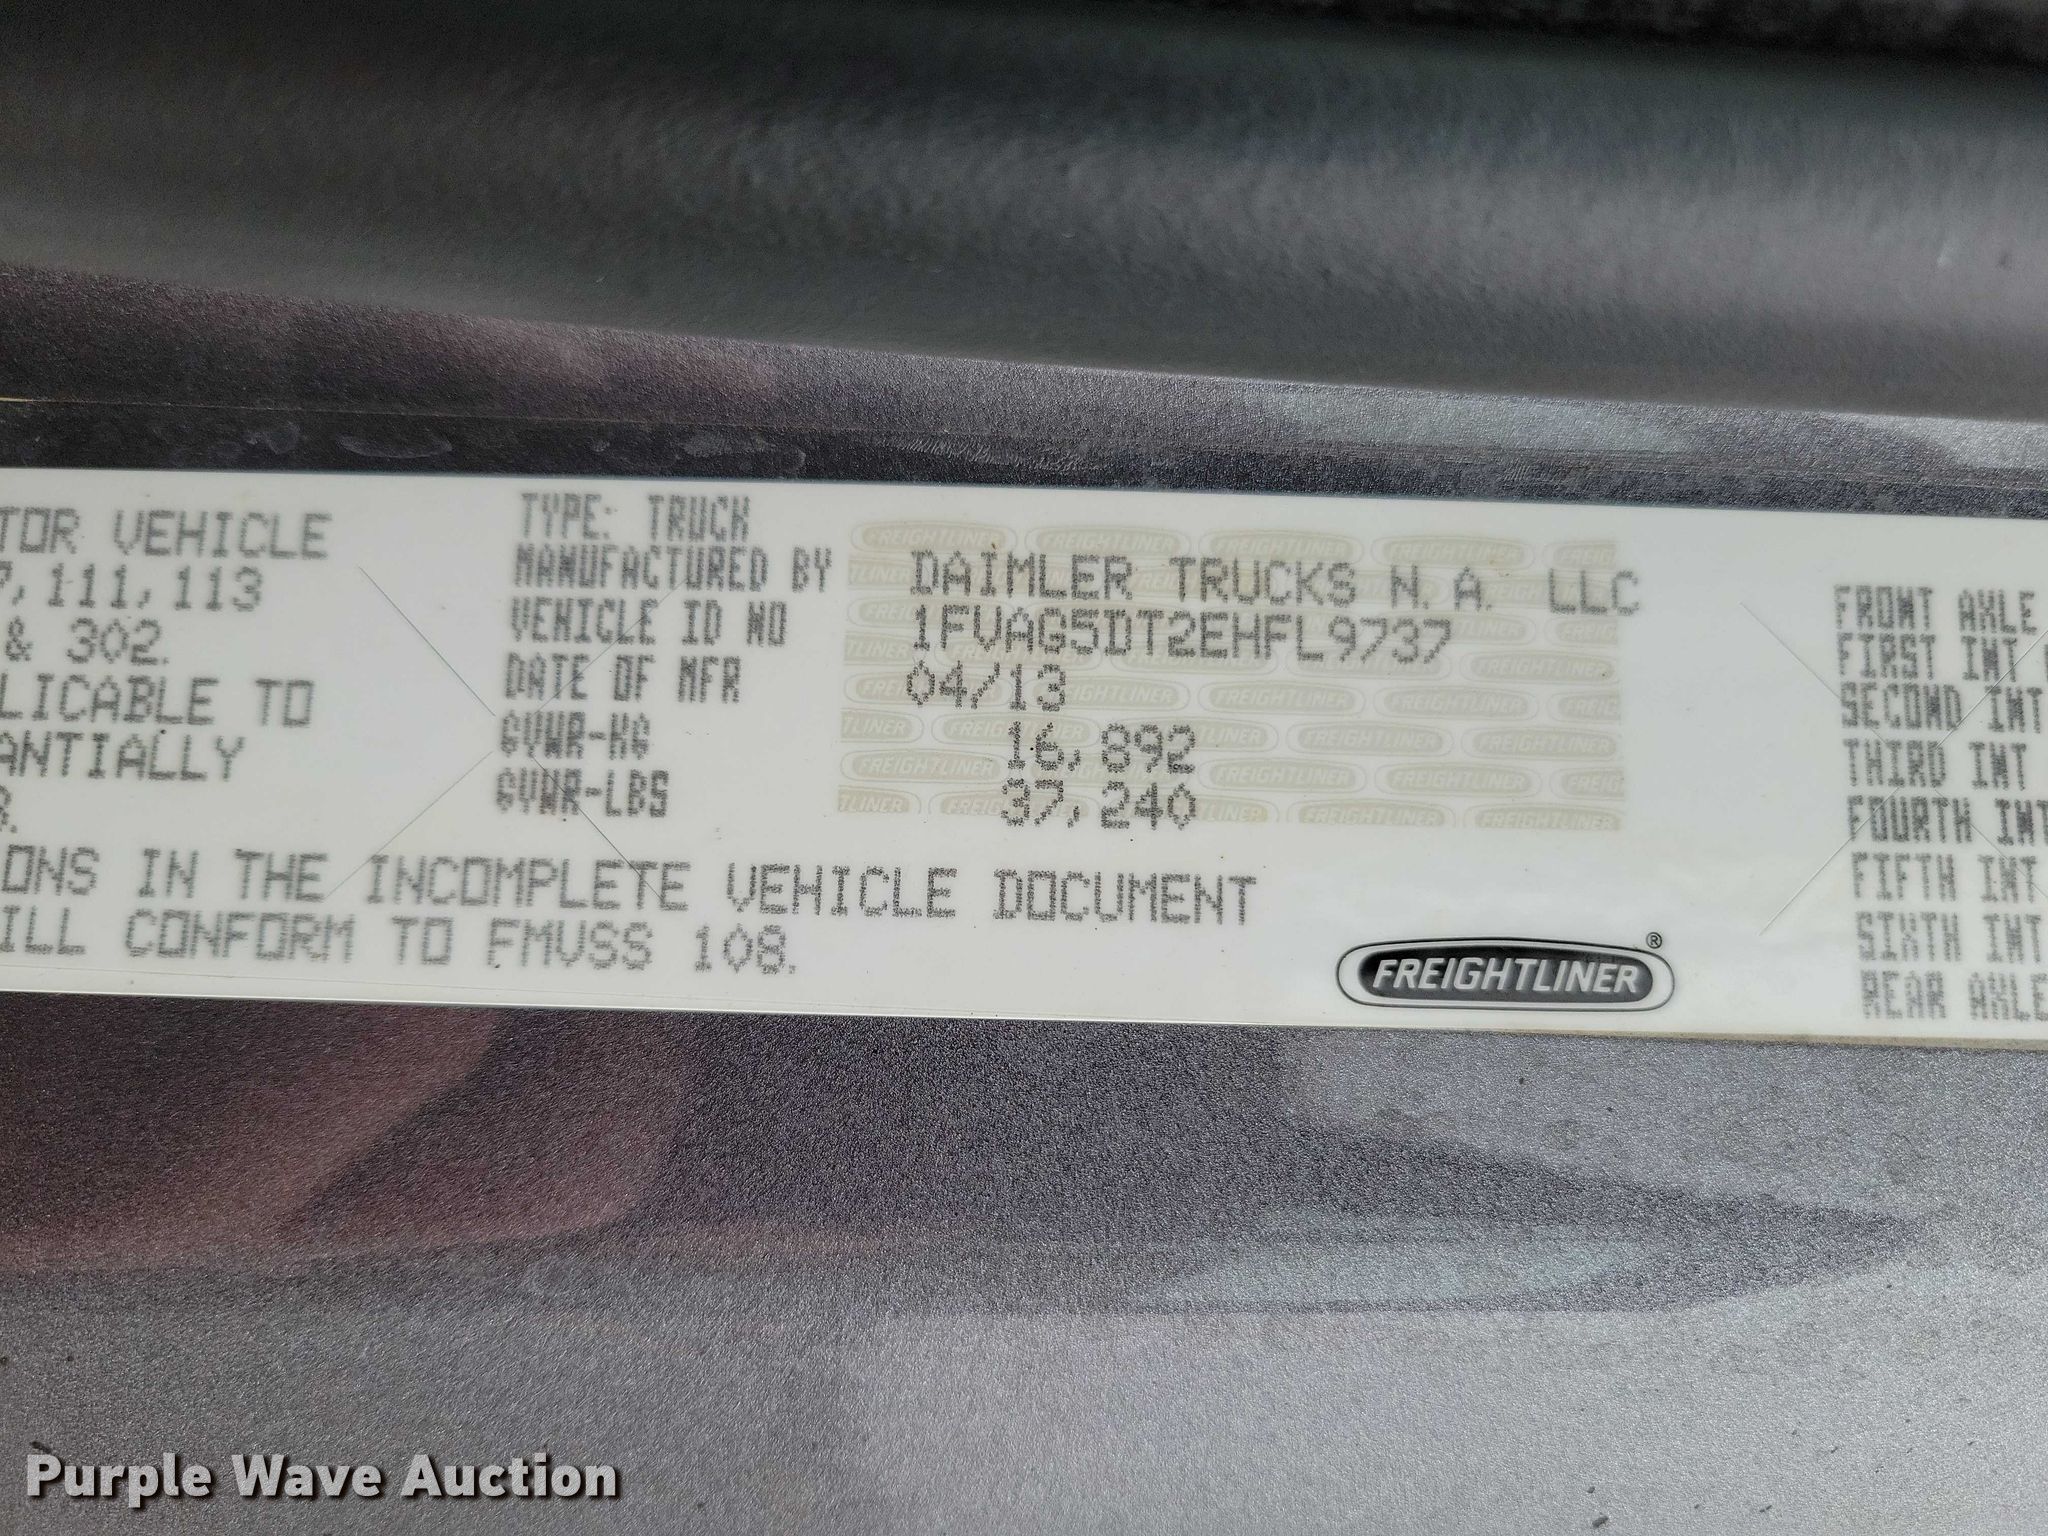 TOR VEHICLE
7, 111, 113
& 302.
LICABLE TO
ANTIALLY
TYPE: TRUCK
MANUFACTURED BY DAIMLER TRUCKS N. A. LLC
VEHICLE ID NO 1FVAG5DT2EHFL9737
DATE OF MFR 04/13
GVWR-KG 16,892
GVWR-LBS 37,240
ONS IN THE INCOMPLETE VEHICLE DOCUMENT
ILL CONFORM TO FMVSS 108.
FREIGHTLINER®
FRONT AXLE
FIRST INT
SECOND INT
THIRD INT
FOURTH INT
FIFTH INT
SIXTH INT
REAR AXLE
Purple Wave Auction